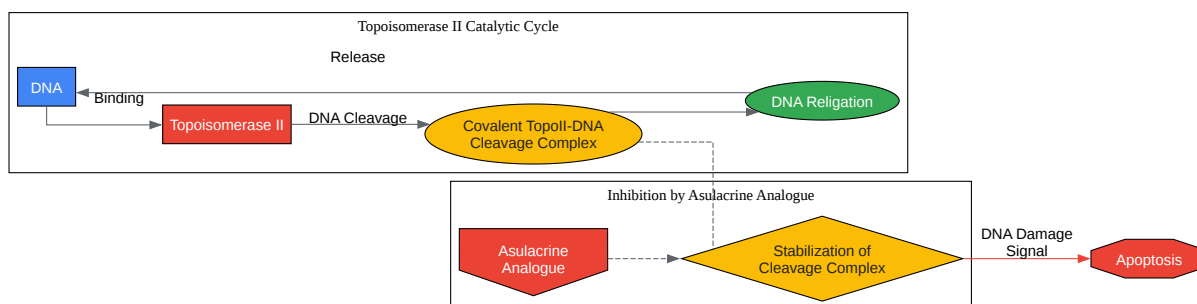 Topoisomerase II Catalytic Cycle
Release
DNA
Binding
Topoisomerase II
DNA Cleavage
Covalent TopoII-DNA
Cleavage Complex
DNA Religation
Inhibition by Asulacrine Analogue
Asulacrine
Analogue
Stabilization of
Cleavage Complex
DNA Damage
Signal
Apoptosis